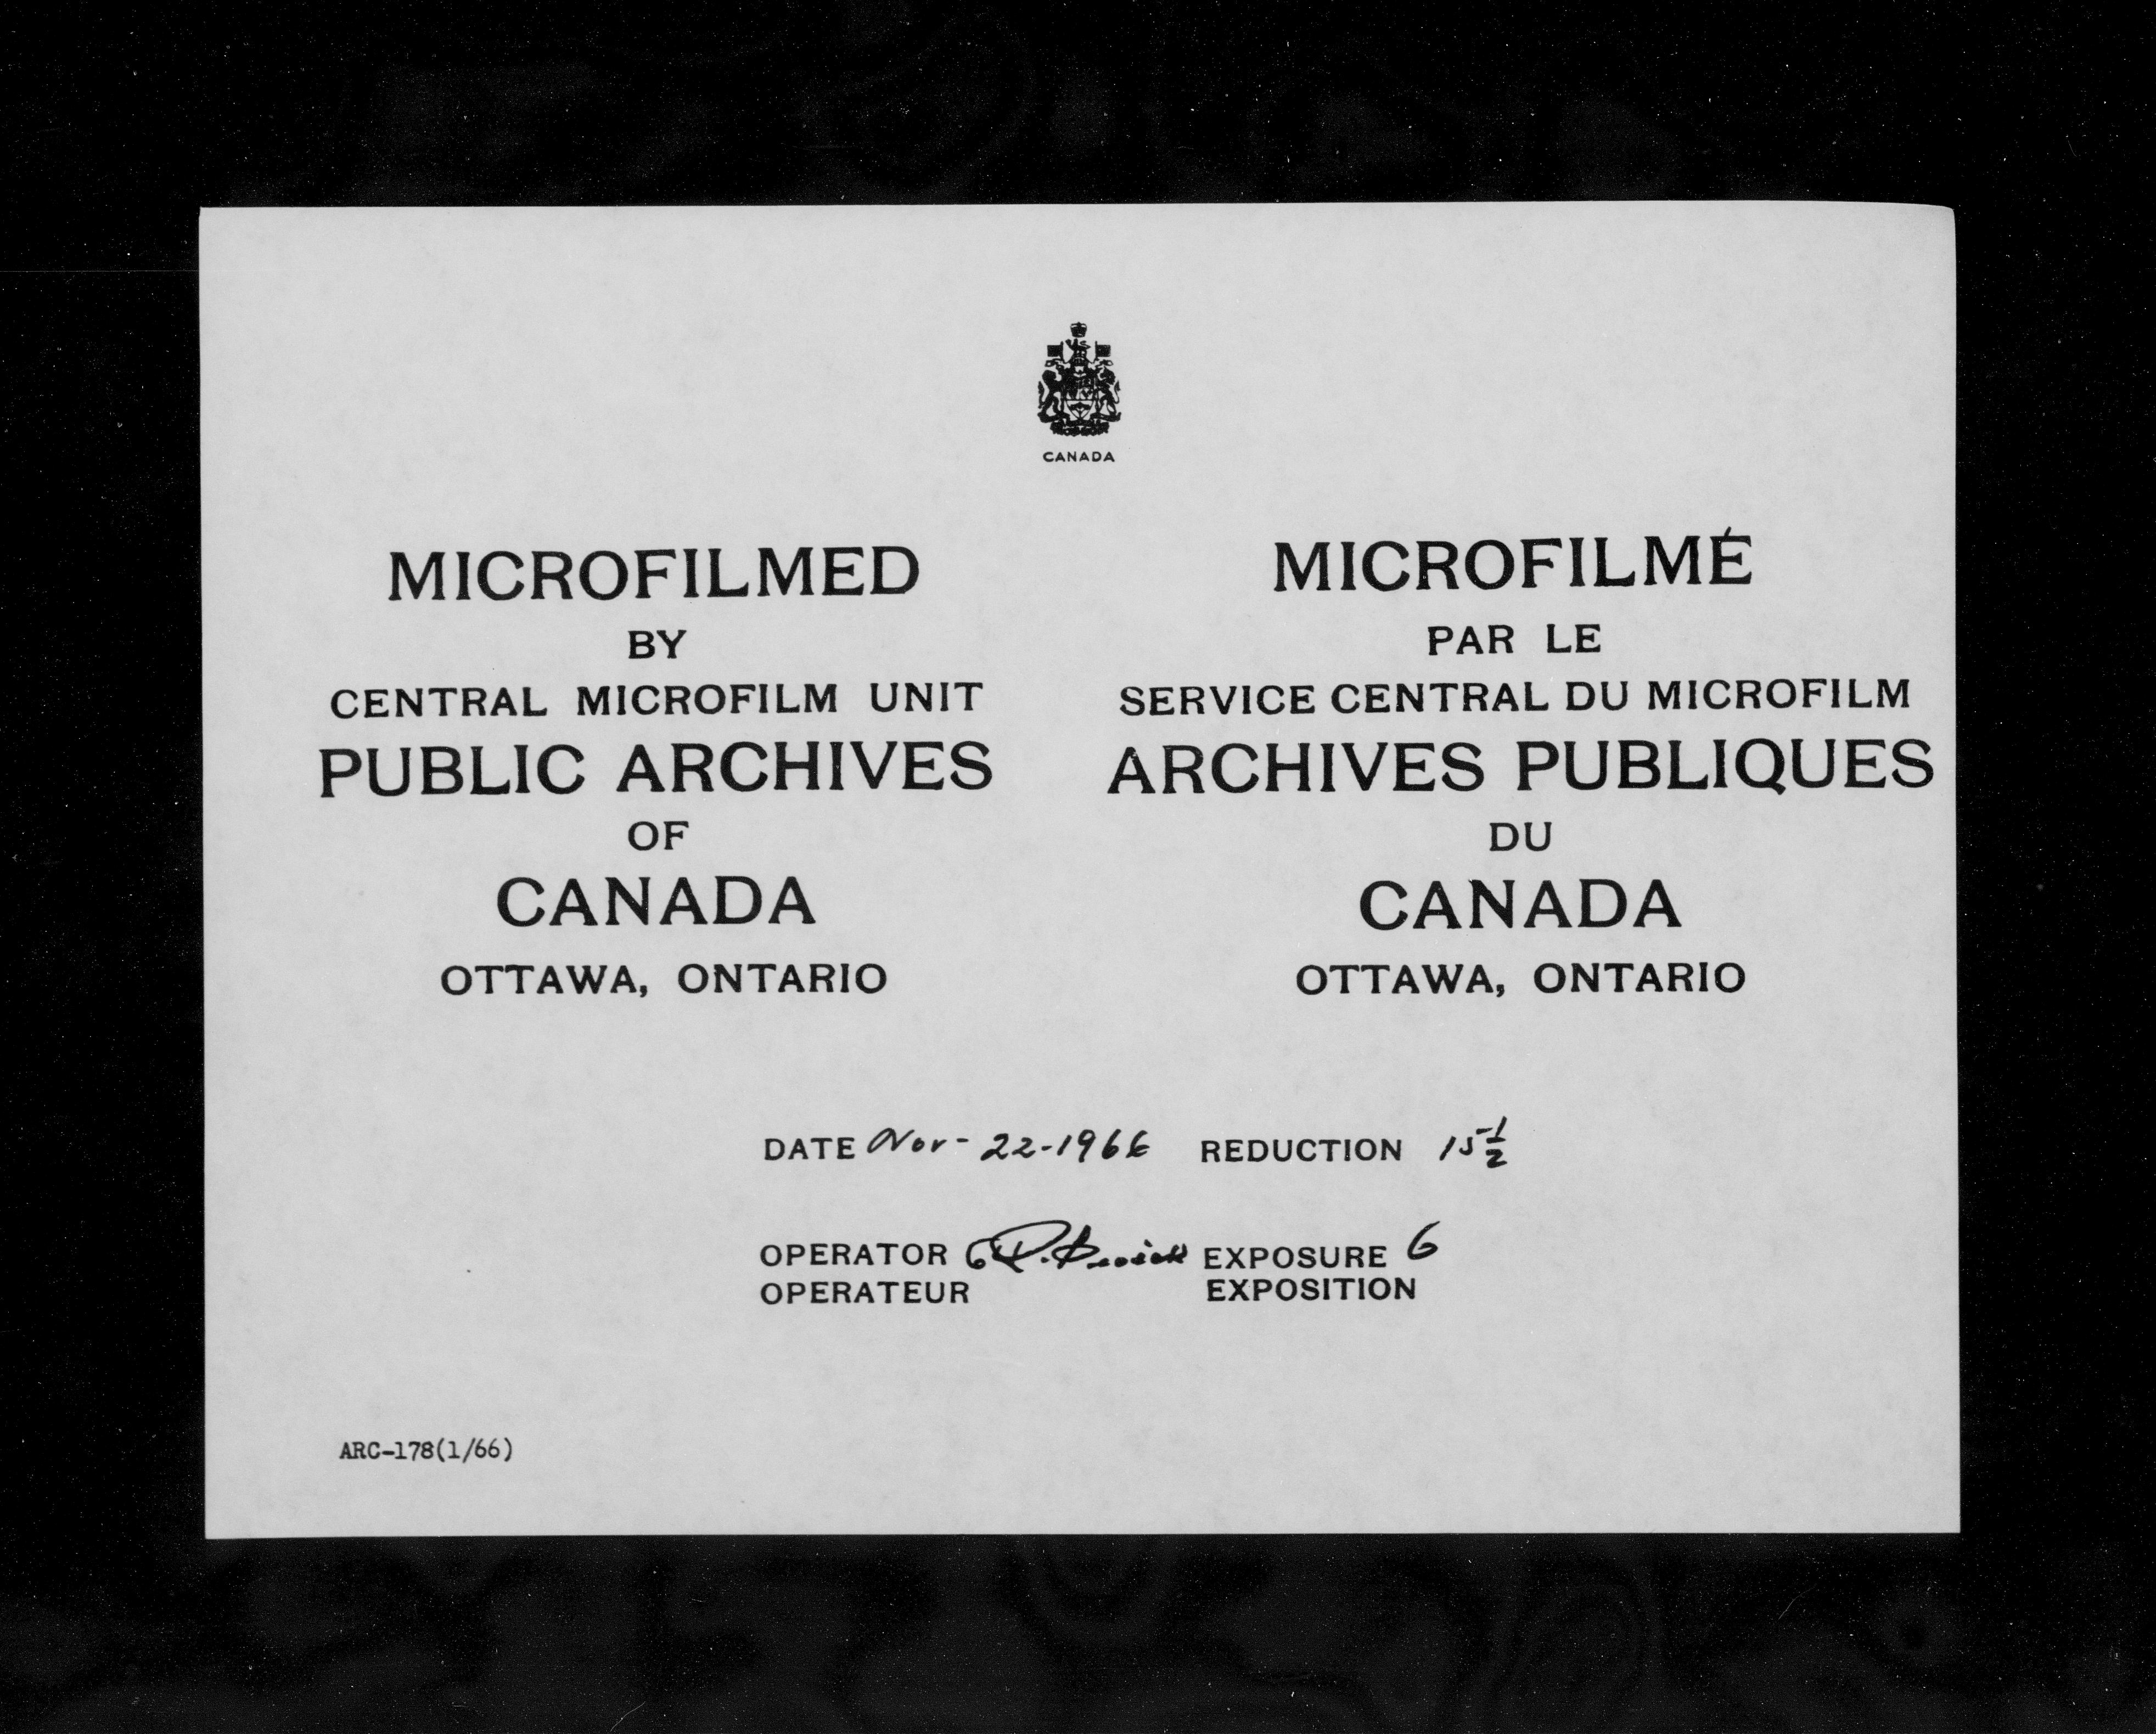 CANADA
MICROFILMED
BY
CENTRAL MICROFILM UNIT
PUBLIC ARCHIVES
OF
CANADA
OTTAWA, ONTARIO
MICROFILMÉ
PAR LE
SERVICE CENTRAL DU MICROFILM
ARCHIVES PUBLIQUES
DU
CANADA
OTTAWA, ONTARIO
DATE Nov - 22-1966 REDUCTION 15 1/2
OPERATOR EXPOSURE 6
OPERATEUR EXPOSITION
ARC-178(1/66)